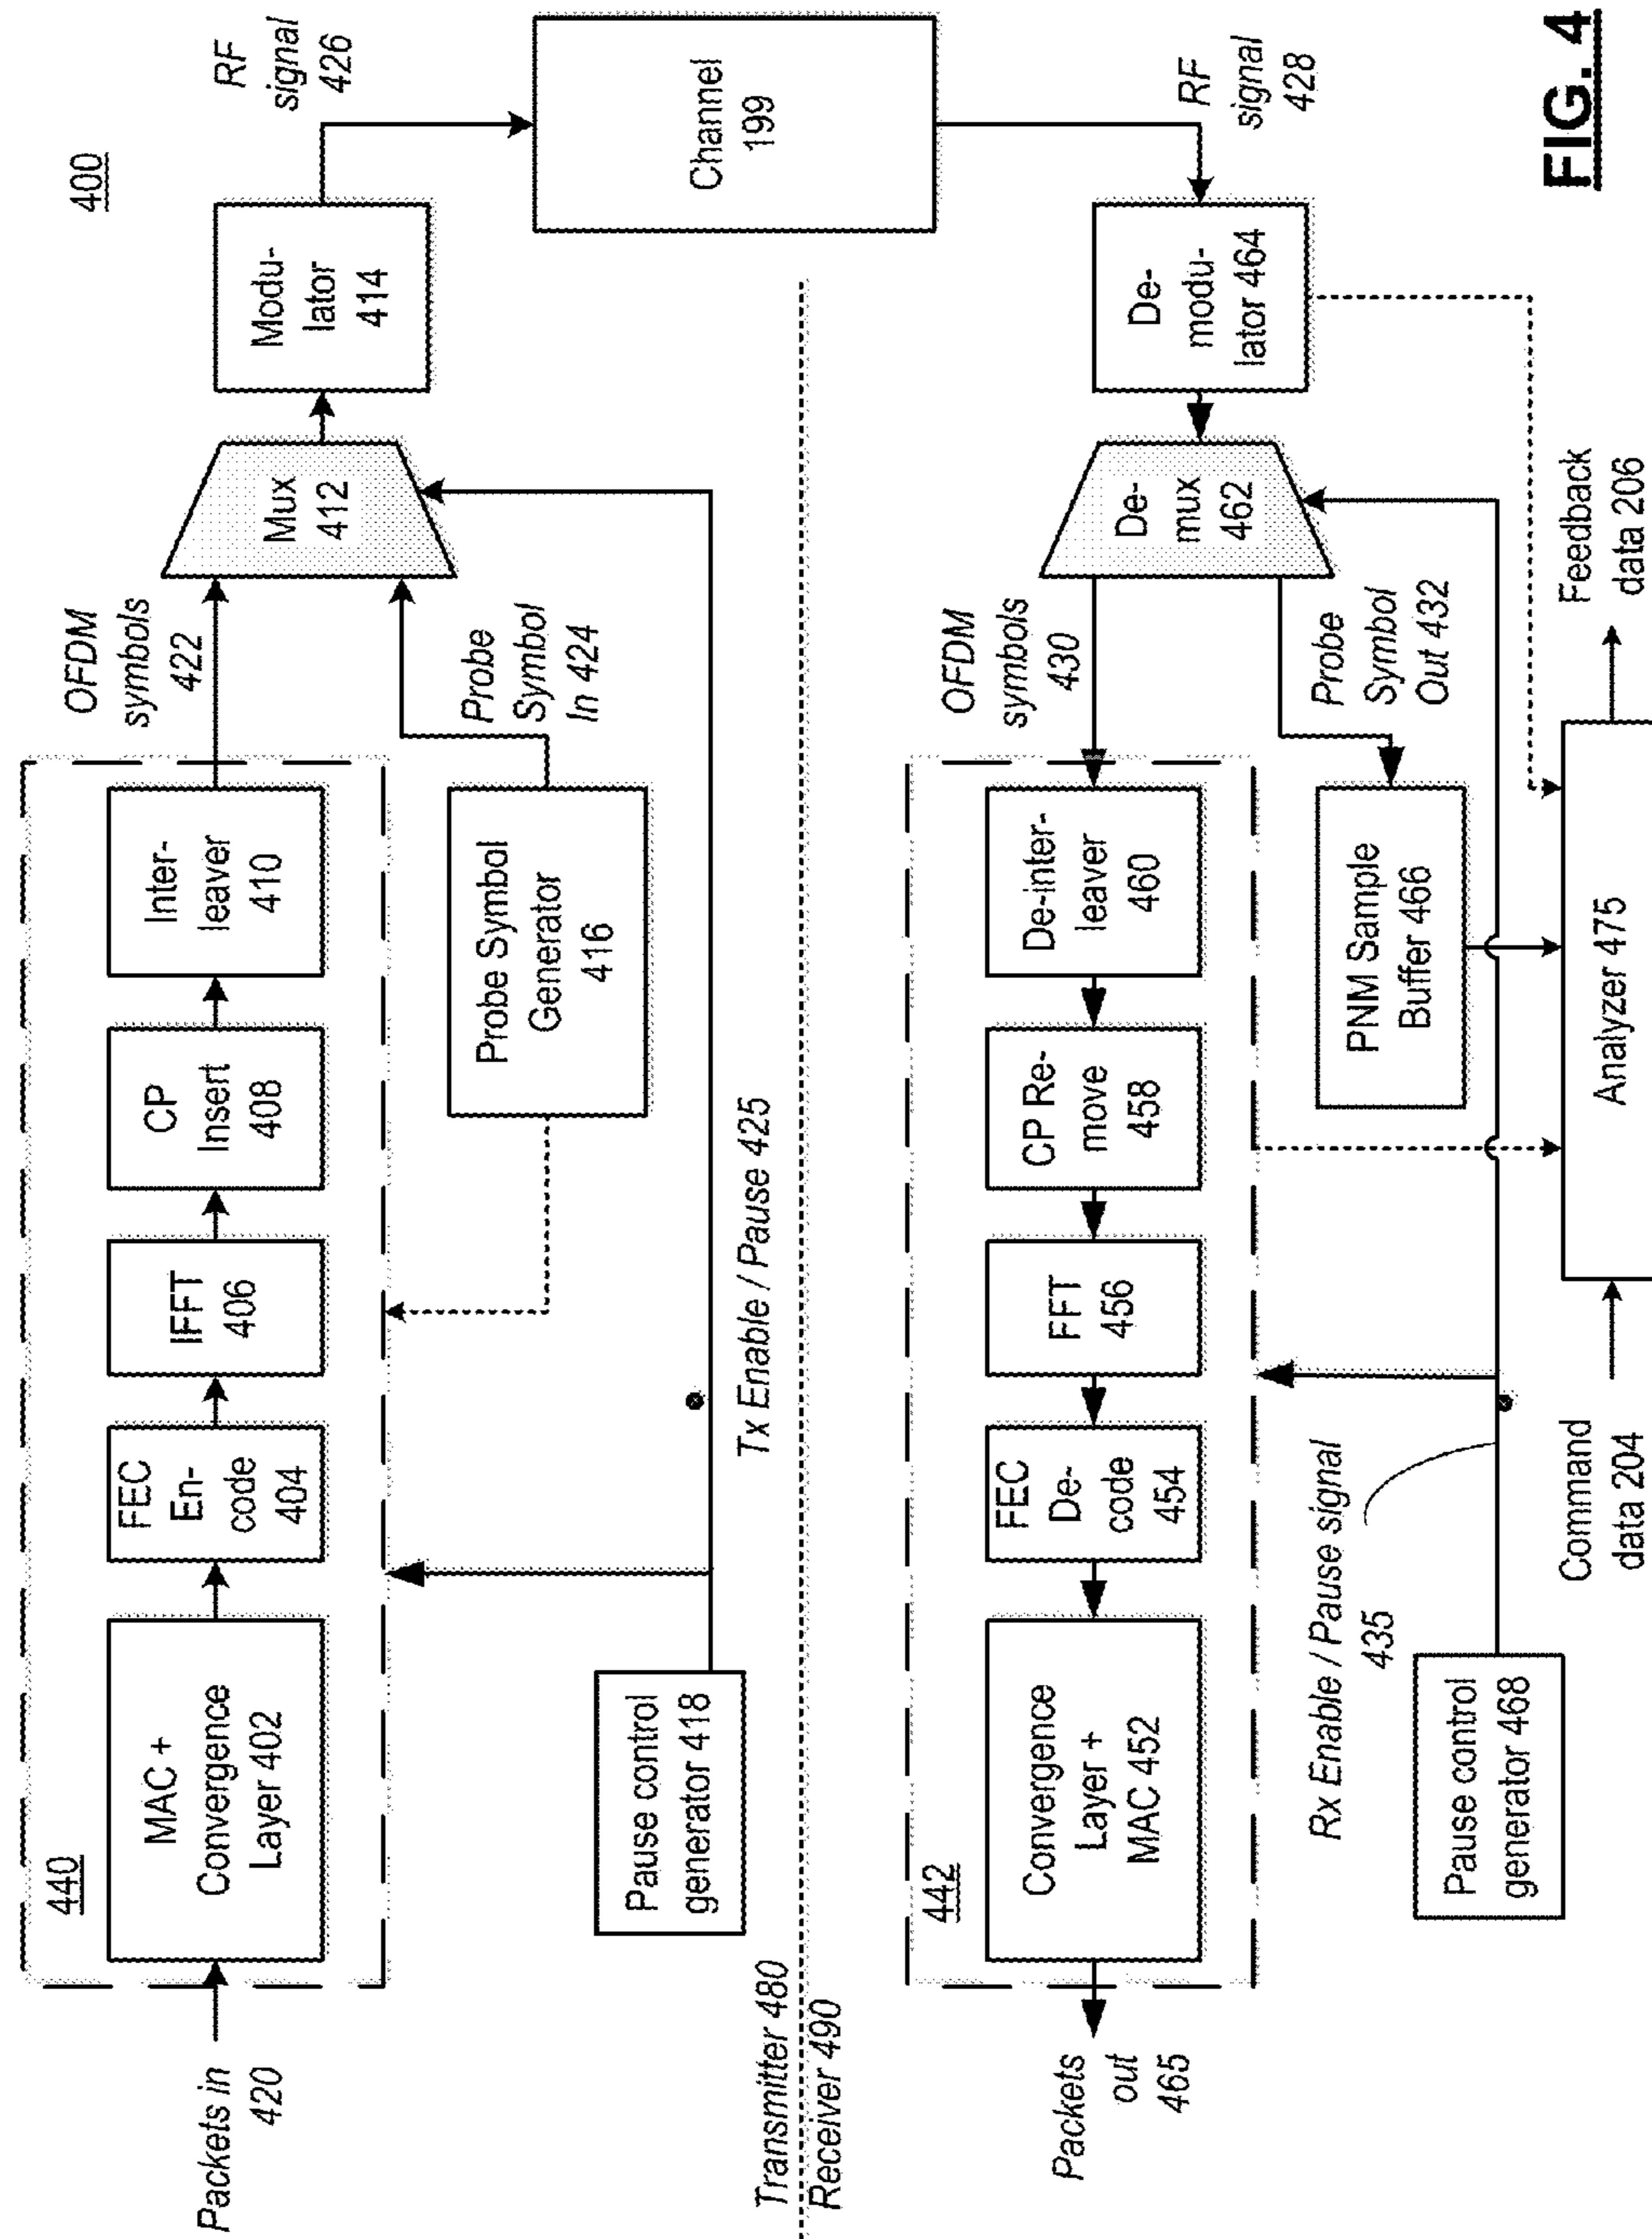 400
440
Packets in
420
MAC +
Convergence
Layer 402
FEC
En-
code
404
IFFT
406
CP
Insert
408
Inter-
leaver
410
OFDM
symbols
422
Mux
412
Modu-
lator
414
RF
signal
426
Probe Symbol
Generator
416
Probe
Symbol
In 424
Pause control
generator 418
Tx Enable / Pause 425
Channel
199
Transmitter 480
Receiver 490
442
Packets
out
465
Convergence
Layer +
MAC 452
FEC
De-
code
454
FFT
456
CP Re-
move
458
De-inter-
leaver
460
OFDM
symbols
430
De-
mux
462
De-
modu-
lator 464
RF
signal
428
Probe
Symbol
Out 432
PNM Sample
Buffer 466
Rx Enable / Pause signal
435
Pause control
generator 468
Command
data 204
Analyzer 475
Feedback
data 206
FIG. 4